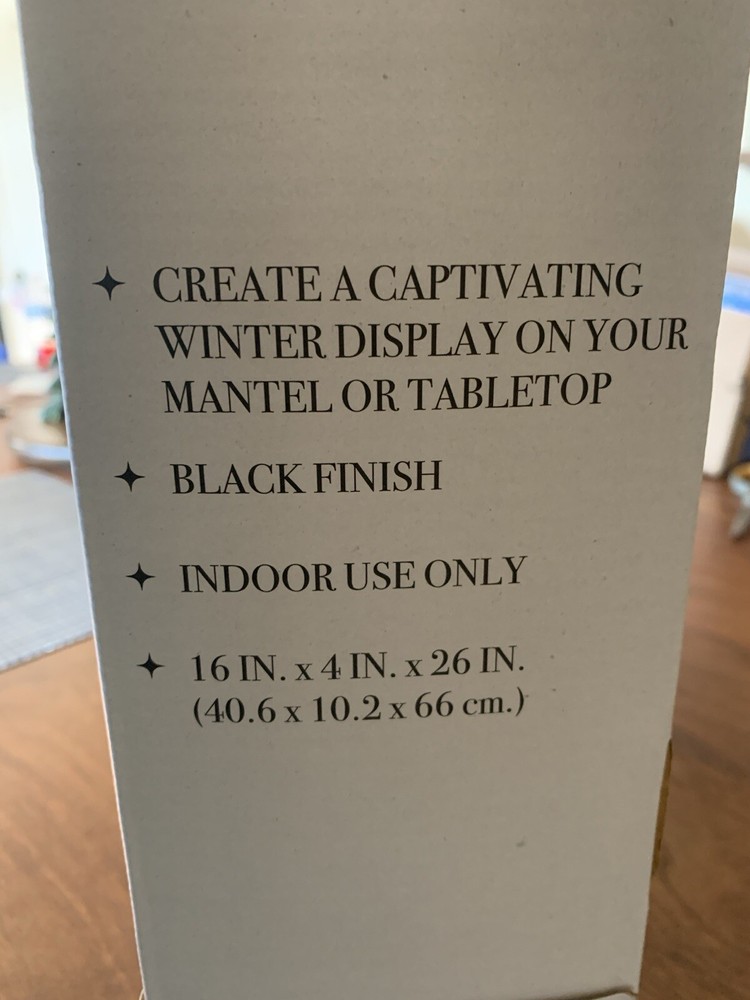 ✦ CREATE A CAPTIVATING
WINTER DISPLAY ON YOUR
MANTEL OR TABLETOP
✦ BLACK FINISH
✦ INDOOR USE ONLY
✦ 16 IN. x 4 IN. x 26 IN.
(40.6 x 10.2 x 66 cm.)